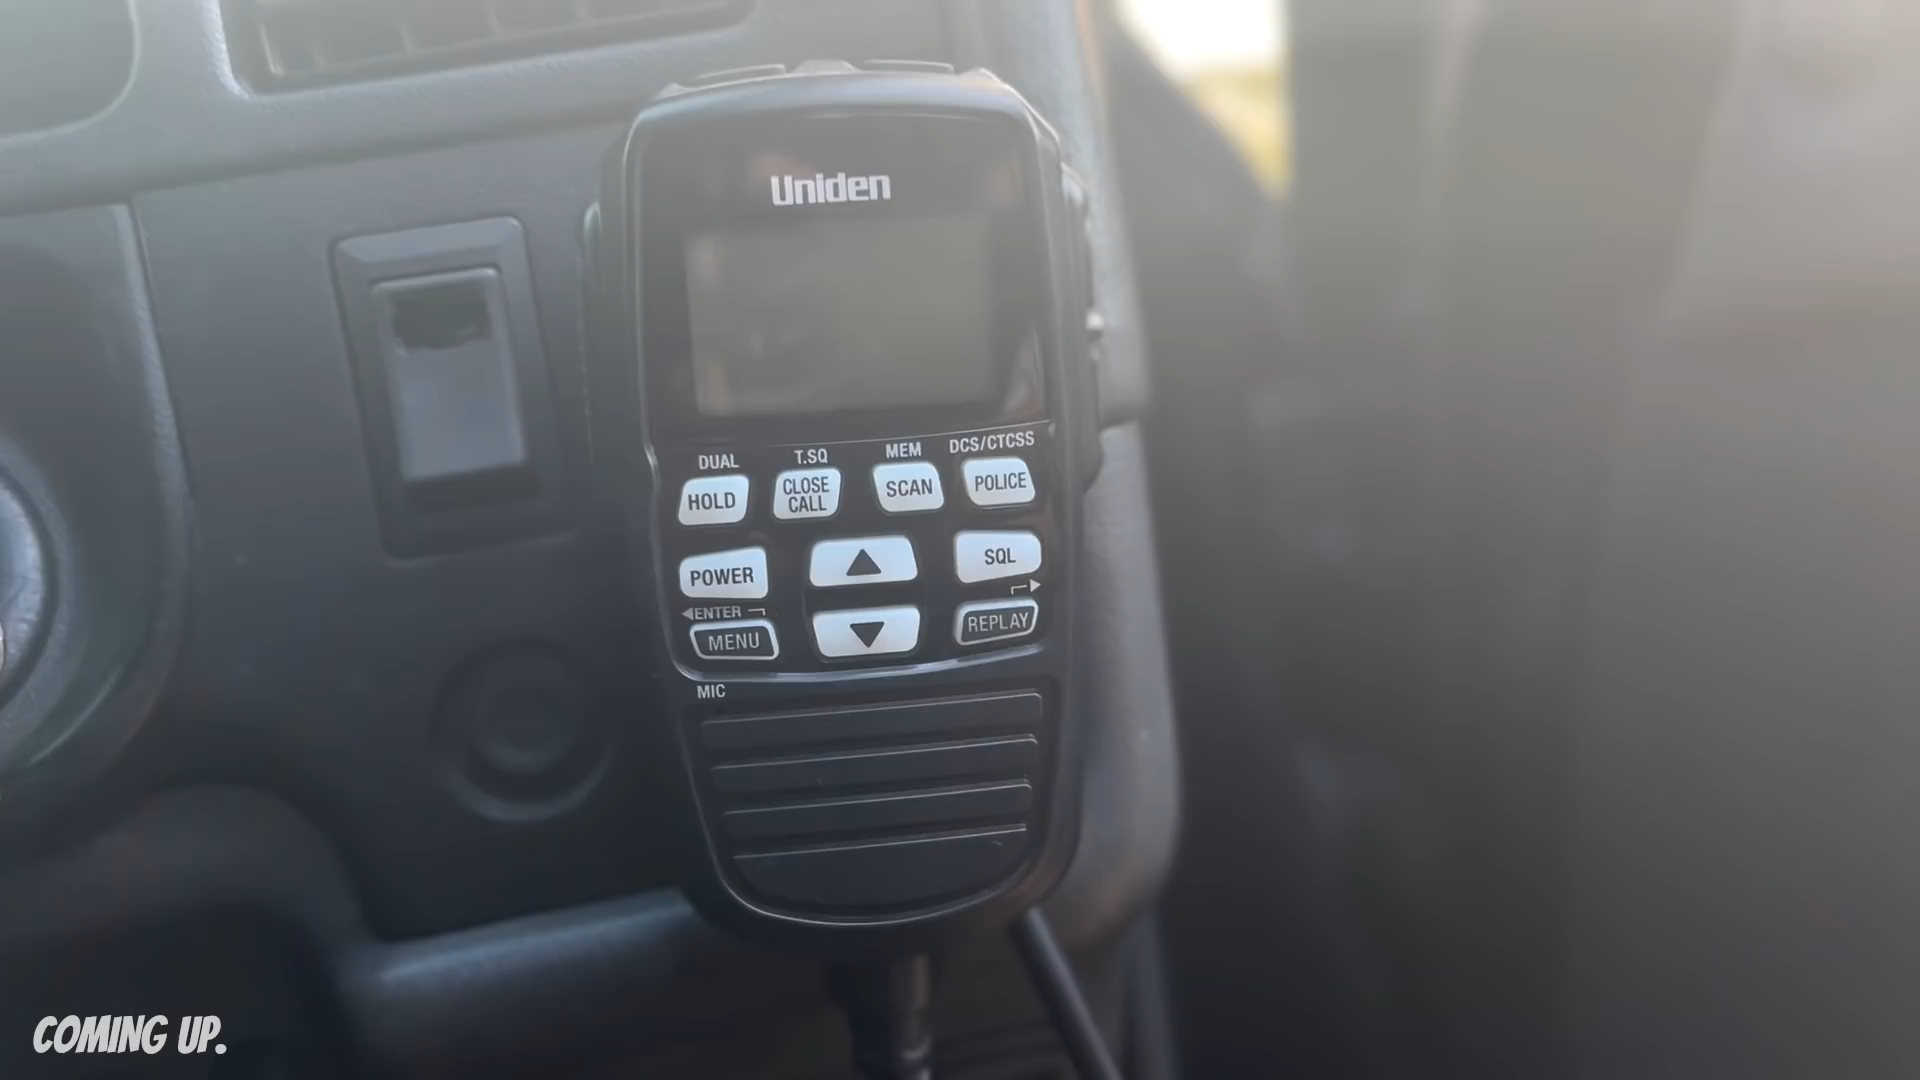 Uniden
DUAL T.SQ MEM DCS/CTCSS
HOLD CLOSE CALL SCAN POLICE
POWER SQL
ENTER
MENU REPLAY
MIC
COMING UP.